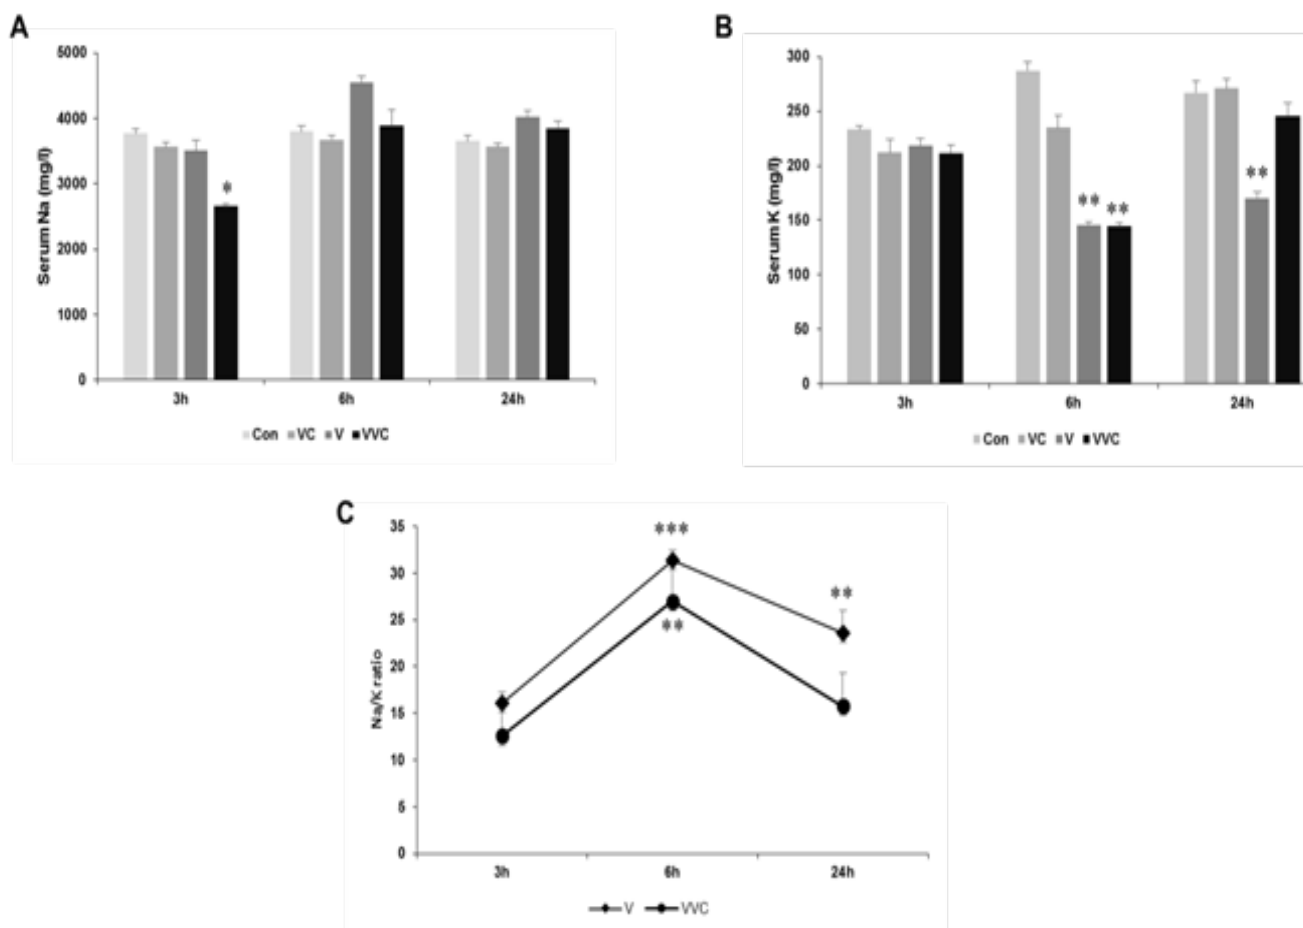 A
Serum Na (mg/l)
5000
4000
3000
2000
1000
0
*
3h 6h 24h
Con VC V VVC
B
Serum K (mg/l)
300
250
200
150
100
50
0
** ** **
3h 6h 24h
Con VC V VVC
C
Na/K ratio
35
30
25
20
15
10
5
0
***
**
**
3h 6h 24h
V VVC